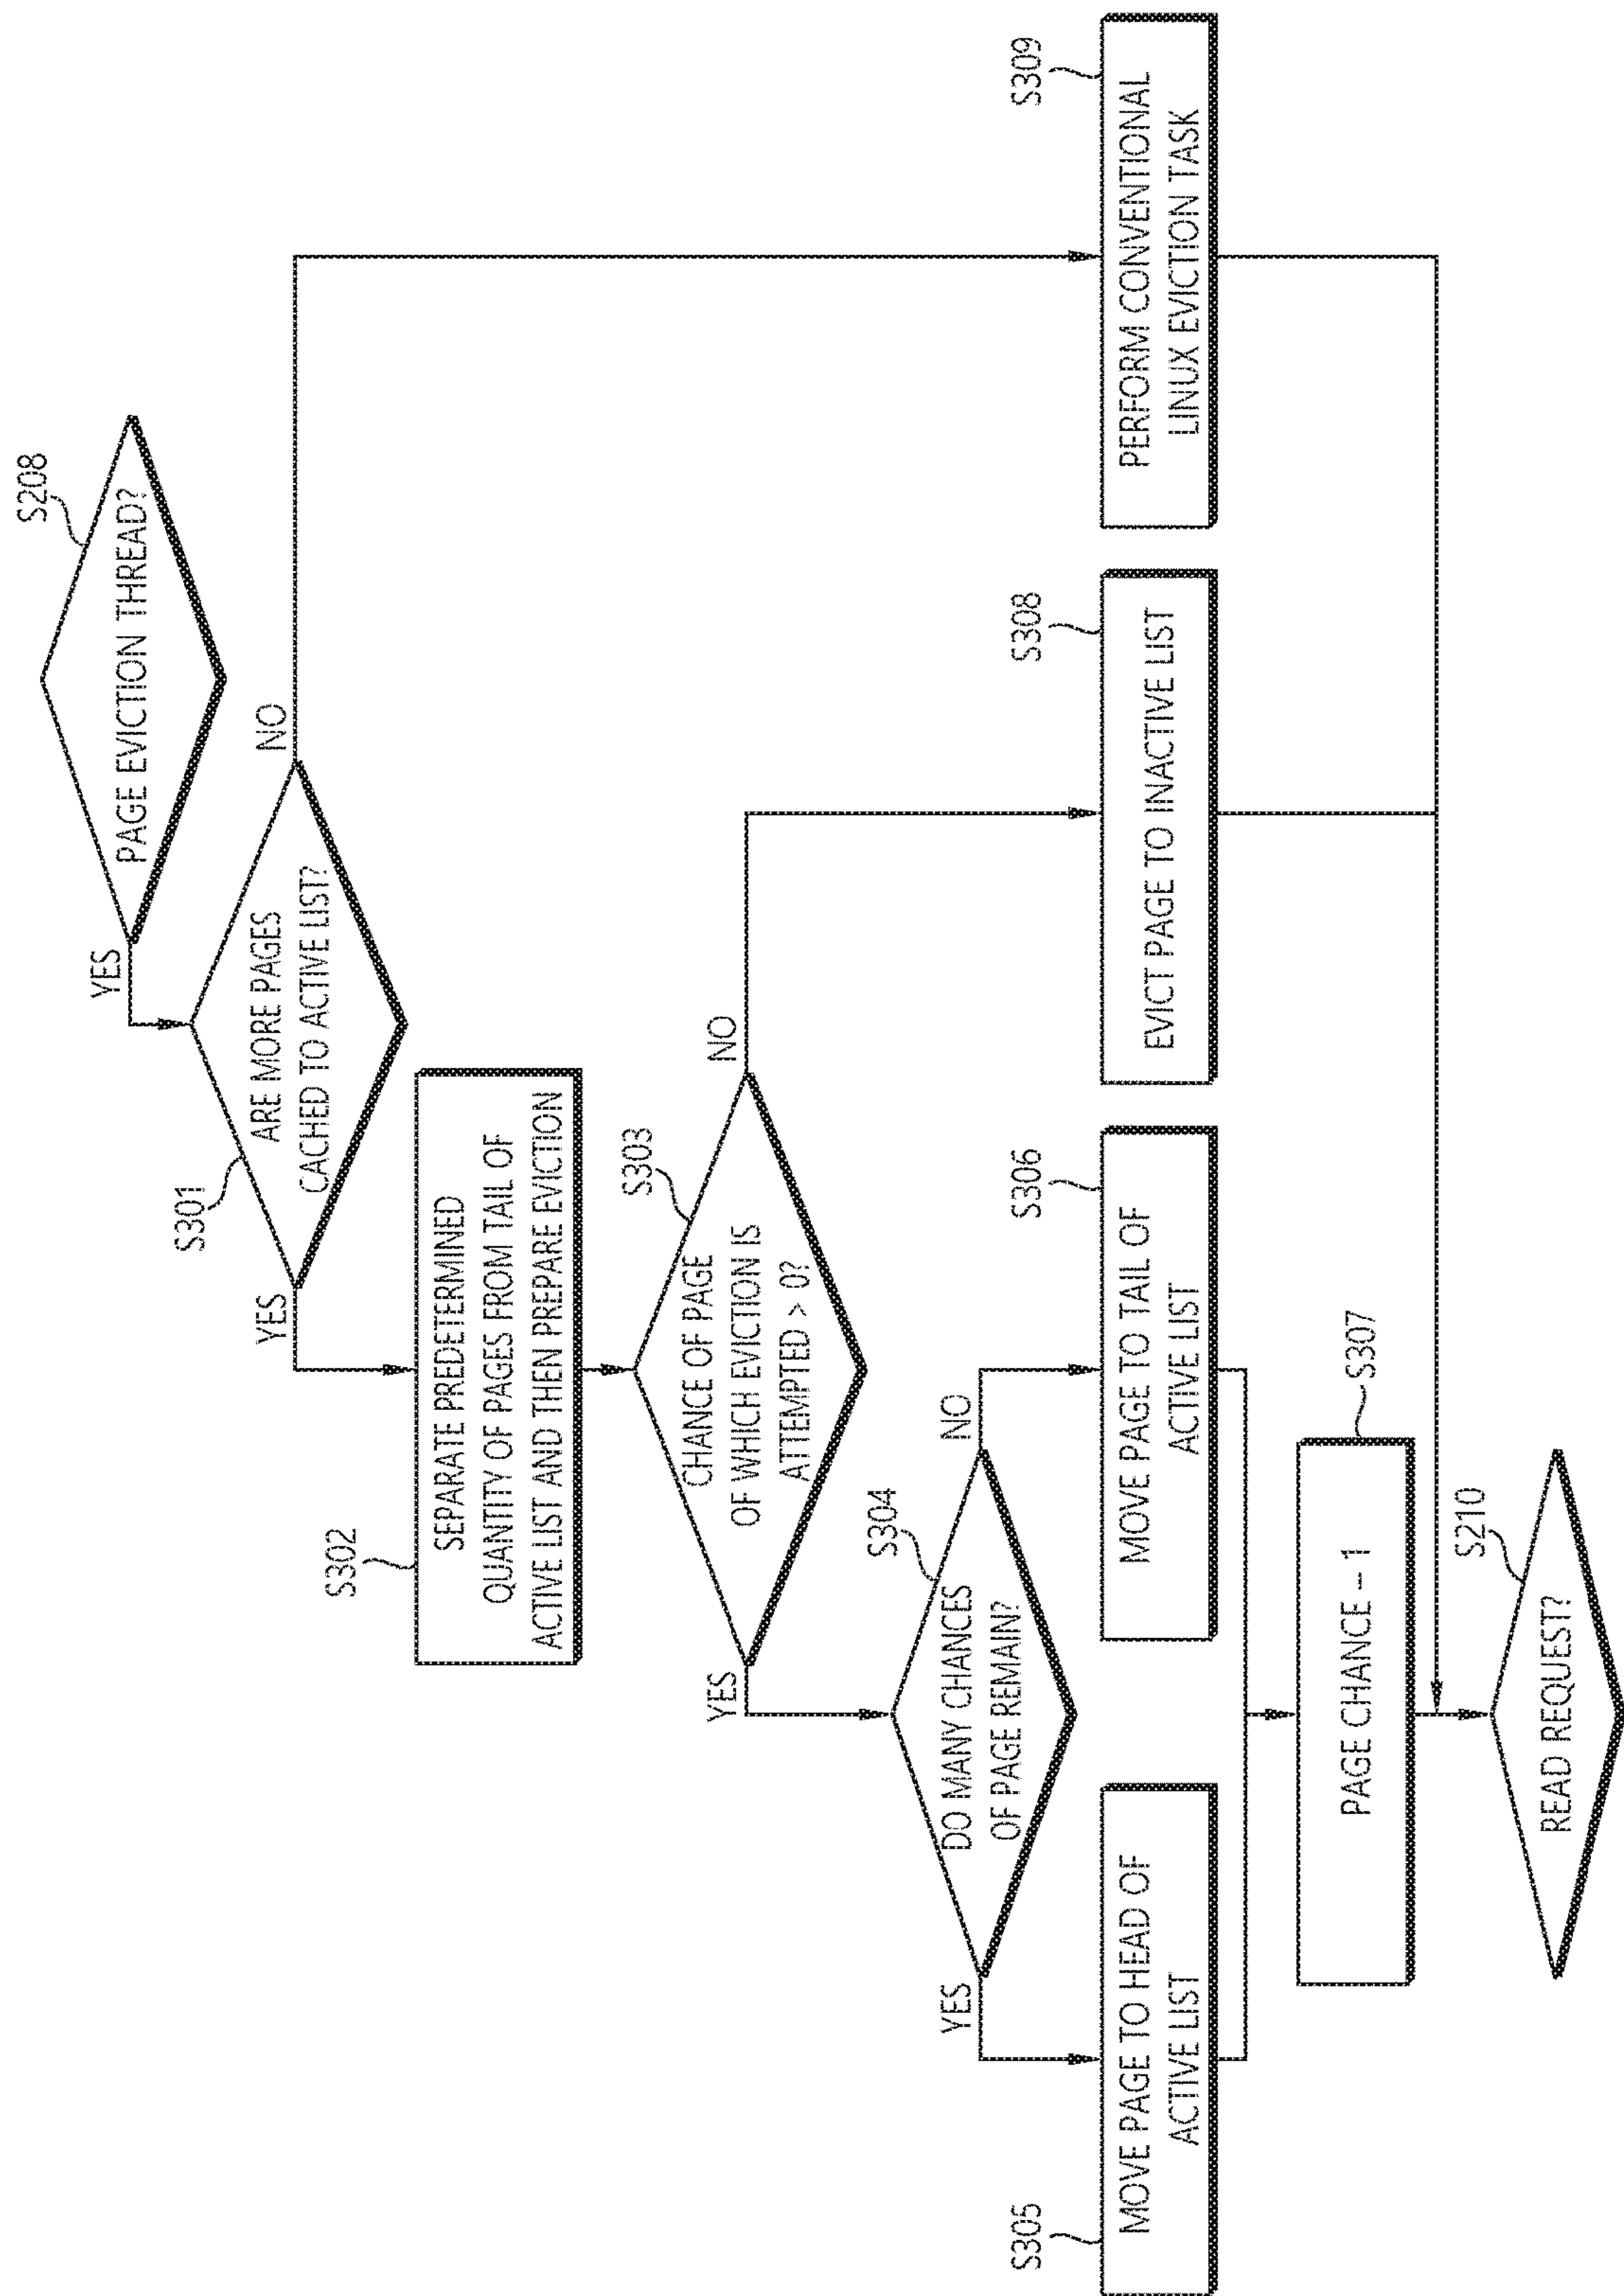 S208
PAGE EVICTION THREAD?
YES
S301
ARE MORE PAGES
CACHED TO ACTIVE LIST?
YES
NO
S302
SEPARATE PREDETERMINED
QUANTITY OF PAGES FROM TAIL OF
ACTIVE LIST AND THEN PREPARE EVICTION
S303
CHANCE OF PAGE
OF WHICH EVICTION IS
ATTEMPTED > 0?
YES
NO
S304
DO MANY CHANCES
OF PAGE REMAIN?
YES
NO
S305
MOVE PAGE TO HEAD OF
ACTIVE LIST
S306
MOVE PAGE TO TAIL OF
ACTIVE LIST
S308
EVICT PAGE TO INACTIVE LIST
S309
PERFORM CONVENTIONAL
LINUX EVICTION TASK
S307
PAGE CHANCE – 1
S210
READ REQUEST?